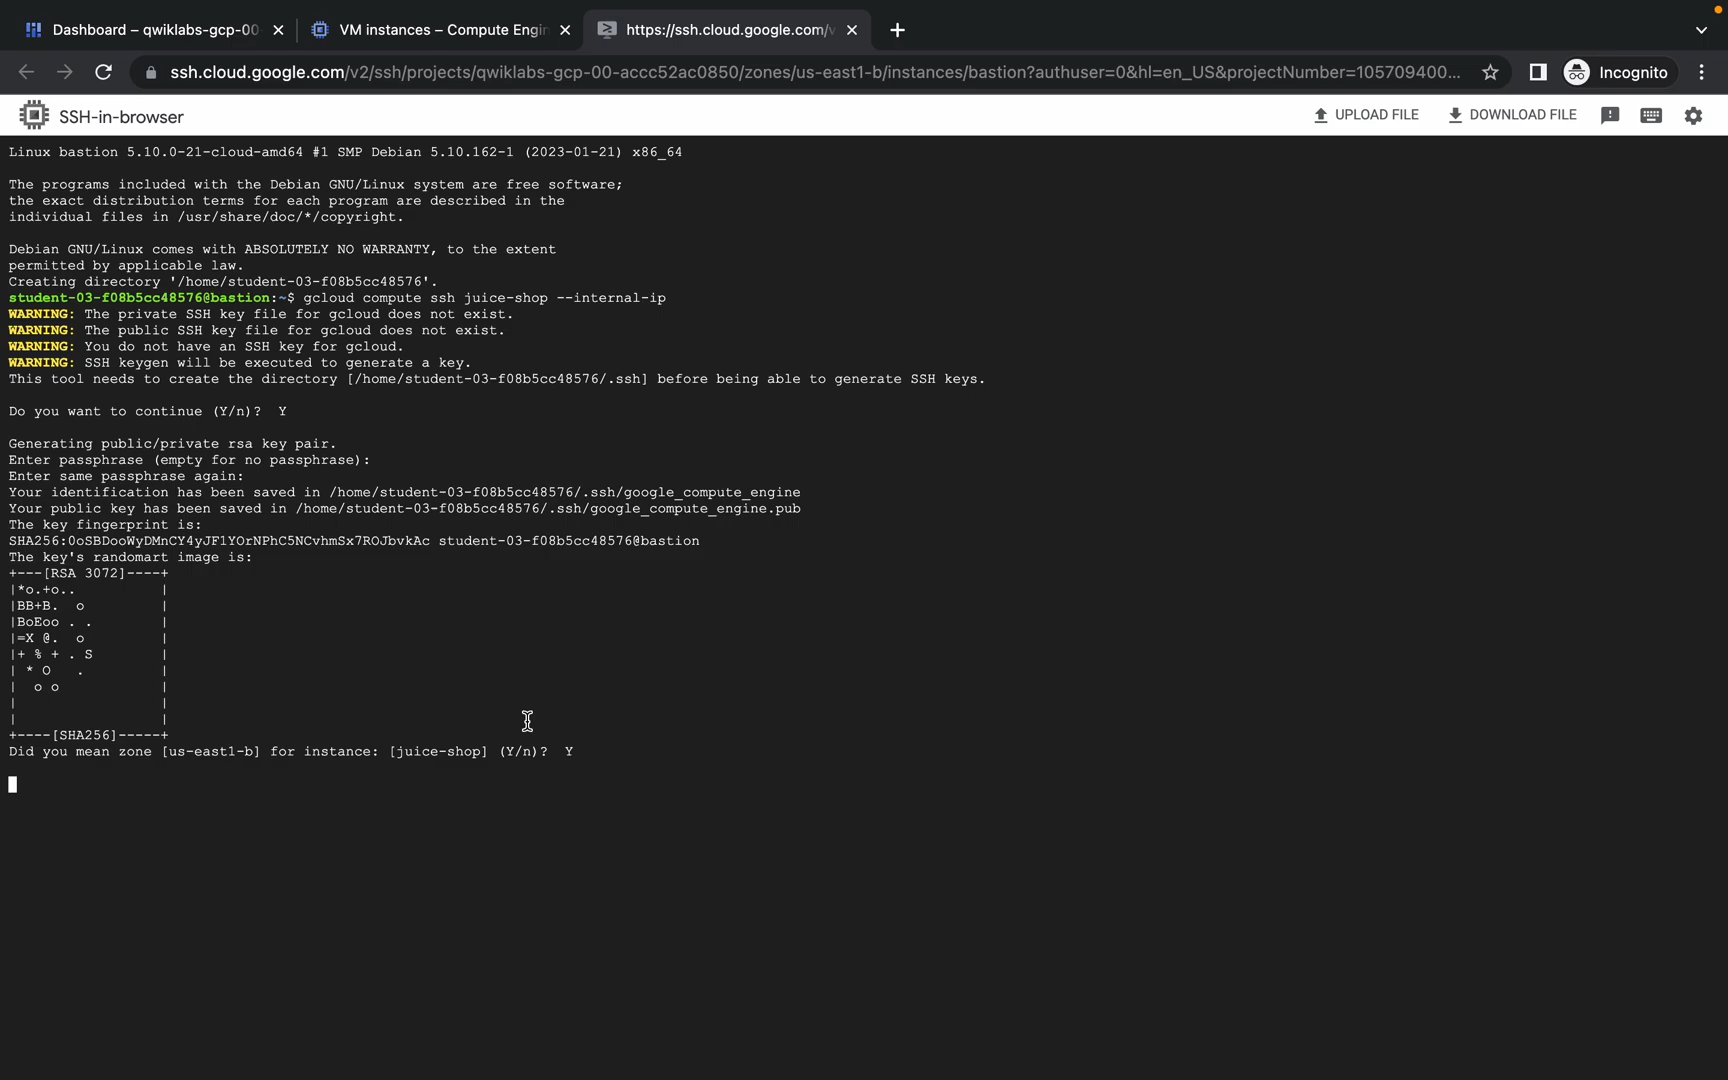 Dashboard – qwiklabs-gcp-00
VM instances – Compute Engin
https://ssh.cloud.google.com/v
ssh.cloud.google.com/v2/ssh/projects/qwiklabs-gcp-00-accc52ac0850/zones/us-east1-b/instances/bastion?authuser=0&hl=en_US&projectNumber=105709400...
Incognito
SSH-in-browser
UPLOAD FILE
DOWNLOAD FILE
Linux bastion 5.10.0-21-cloud-amd64 #1 SMP Debian 5.10.162-1 (2023-01-21) x86_64
The programs included with the Debian GNU/Linux system are free software;
the exact distribution terms for each program are described in the
individual files in /usr/share/doc/*/copyright.
Debian GNU/Linux comes with ABSOLUTELY NO WARRANTY, to the extent
permitted by applicable law.
Creating directory '/home/student-03-f08b5cc48576'.
student-03-f08b5cc48576@bastion:~$ gcloud compute ssh juice-shop --internal-ip
WARNING: The private SSH key file for gcloud does not exist.
WARNING: The public SSH key file for gcloud does not exist.
WARNING: You do not have an SSH key for gcloud.
WARNING: SSH keygen will be executed to generate a key.
This tool needs to create the directory [/home/student-03-f08b5cc48576/.ssh] before being able to generate SSH keys.
Do you want to continue (Y/n)?  Y
Generating public/private rsa key pair.
Enter passphrase (empty for no passphrase):
Enter same passphrase again:
Your identification has been saved in /home/student-03-f08b5cc48576/.ssh/google_compute_engine
Your public key has been saved in /home/student-03-f08b5cc48576/.ssh/google_compute_engine.pub
The key fingerprint is:
SHA256:0oSBDooWyDMnCY4yJF1YOrNPhC5NCvhmSx7ROJbvkAc student-03-f08b5cc48576@bastion
The key's randomart image is:
+---[RSA 3072]----+
|*o.+o..          |
|BB+B.  o         |
|BoEoo . .        |
|=X @.  o         |
|+ % + . S        |
| * O   .         |
|  o o            |
|                 |
|                 |
+----[SHA256]-----+
Did you mean zone [us-east1-b] for instance: [juice-shop] (Y/n)?  Y